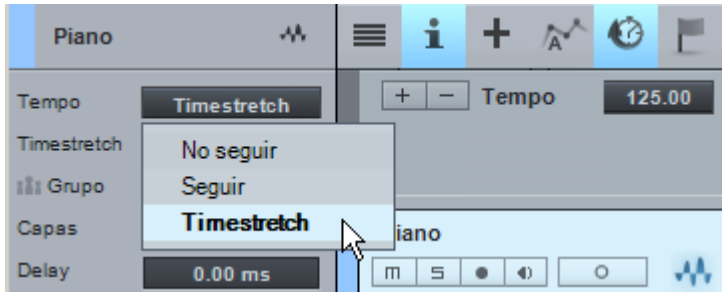 Piano
Tempo Timestretch
Timestretch
Grupo
Capas
Delay 0.00 ms
No seguir
Seguir
Timestretch
+ − Tempo 125.00
iano
m s